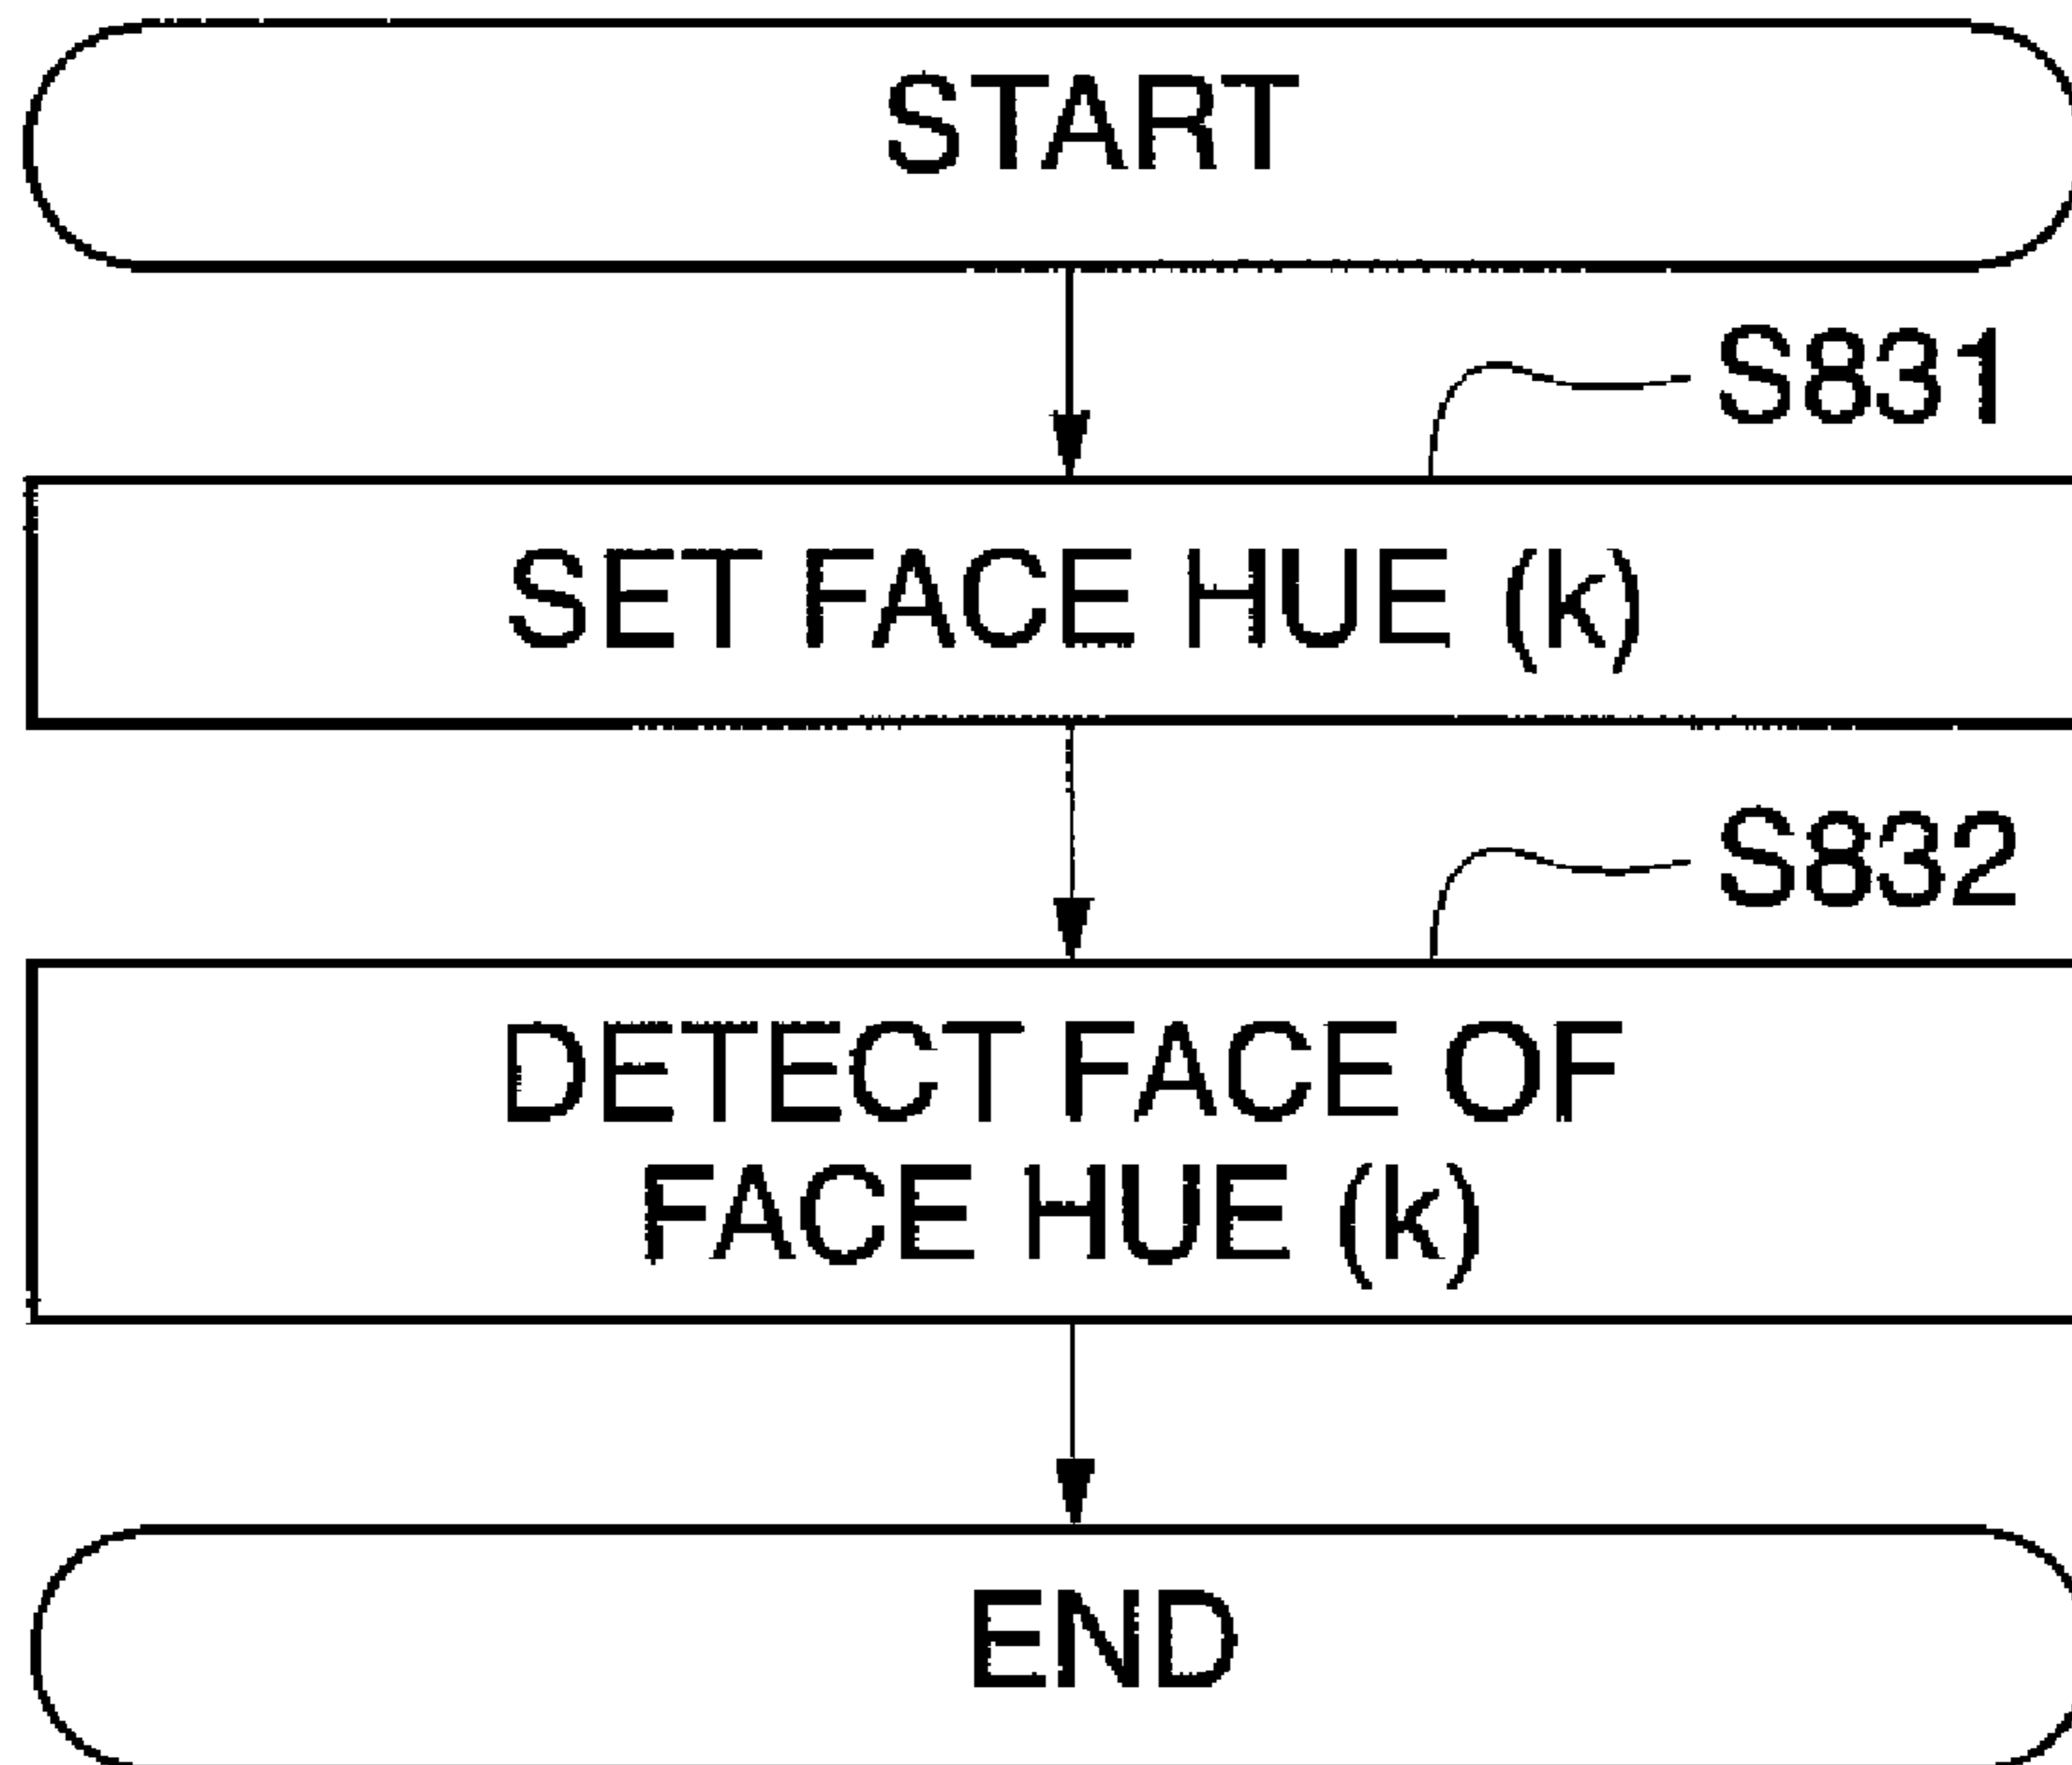 START
S831
SET FACE HUE (k)
S832
DETECT FACE OF
FACE HUE (k)
END